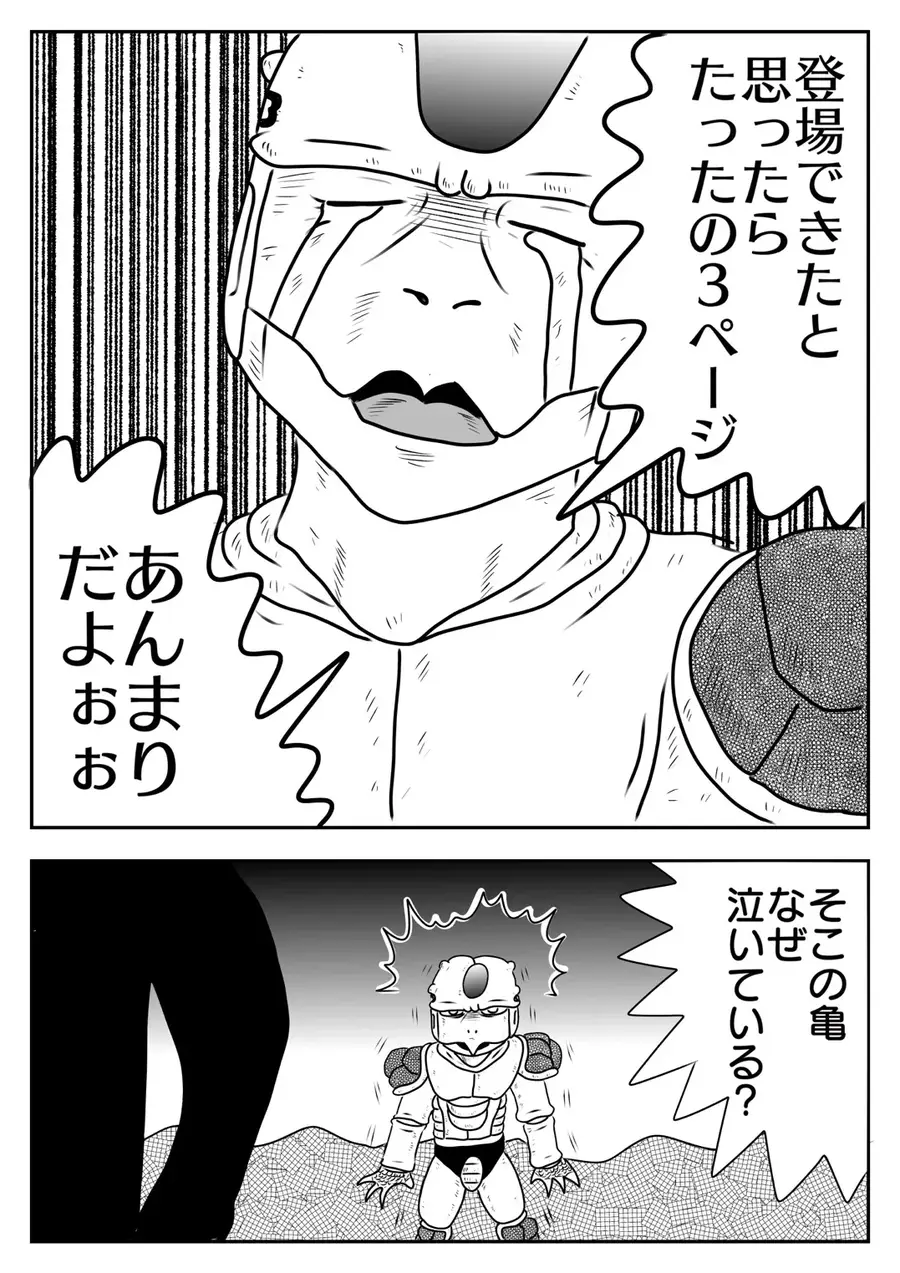 登場できたと
思ったら
たったの3ページ
あんまり
だよぉぉ
そこの亀
なぜ
泣いている?